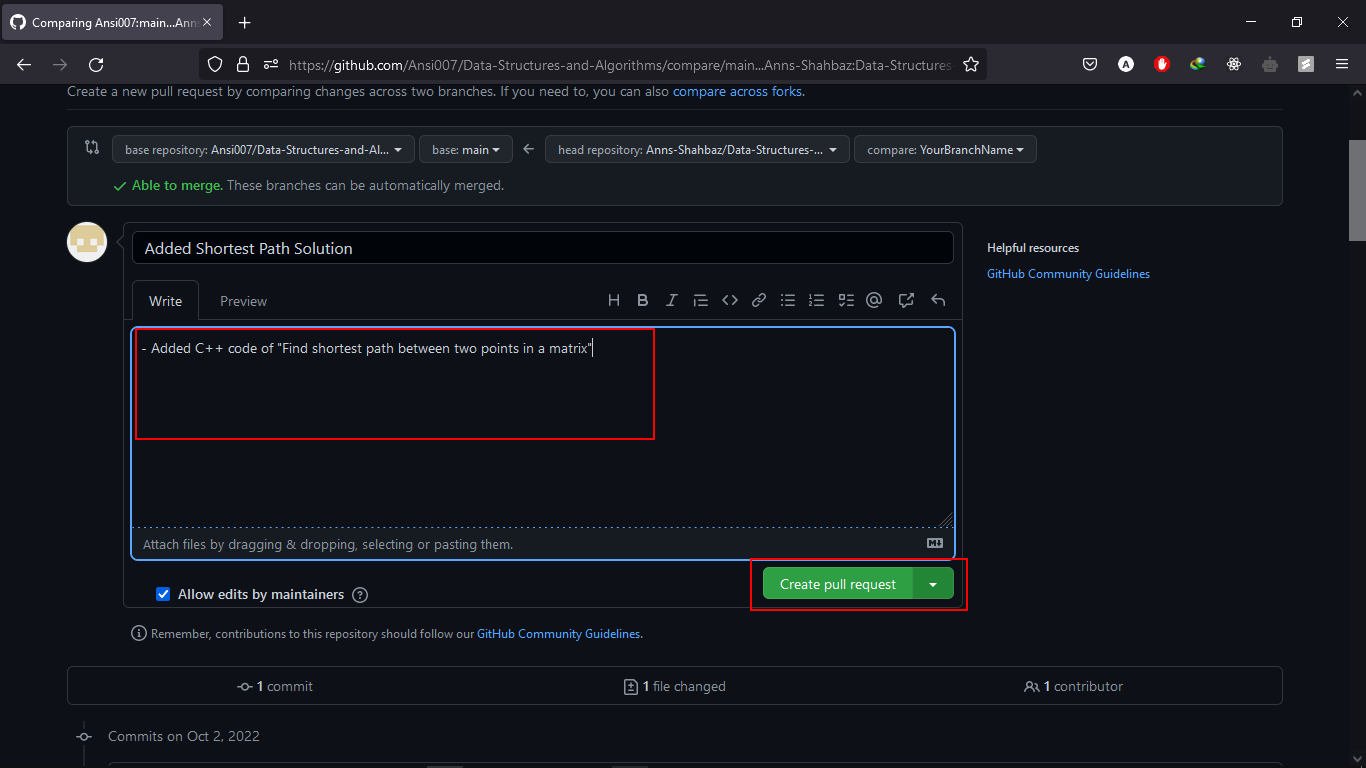 Comparing Ansi007:main...Anns
https://github.com/Ansi007/Data-Structures-and-Algorithms/compare/main...Anns-Shahbaz:Data-Structures-
Create a new pull request by comparing changes across two branches. If you need to, you can also compare across forks.
base repository: Ansi007/Data-Structures-and-Al... base: main head repository: Anns-Shahbaz/Data-Structures-... compare: YourBranchName
Able to merge. These branches can be automatically merged.
Added Shortest Path Solution
Helpful resources
GitHub Community Guidelines
Write Preview
- Added C++ code of "Find shortest path between two points in a matrix"
Attach files by dragging & dropping, selecting or pasting them.
Create pull request
Allow edits by maintainers
Remember, contributions to this repository should follow our GitHub Community Guidelines.
1 commit 1 file changed 1 contributor
Commits on Oct 2, 2022